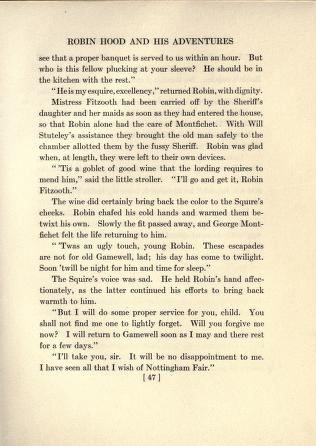 ROBIN HOOD AND HIS ADVENTURES
see that a proper banquet is served to us within an hour. But
who is this fellow plucking at your sleeve? He should be in
the kitchen with the rest."
"He is my esquire, excellency," returned Robin, with dignity.
Mistress Fitzooth had been carried off by the Sheriff's
daughter and her maids as soon as they had entered the house,
so that Robin alone had the care of Montfichet. With Will
Stuteley's assistance they brought the old man safely to the
chamber allotted them by the fussy Sheriff. Robin was glad
when, at length, they were left to their own devices.
"'Tis a goblet of good wine that the lording requires to
mend him," said the little stroller. "I'll go and get it, Robin
Fitzooth."
The wine did certainly bring back the color to the Squre's
cheeks. Robin chafed his cold hands and warmed them be-
twixt his own. Slowly the fit passed away, and George Mont-
fichet felt the life returning to him.
"'Twas an ugly touch, young Robin. These escapades
are not for old Gamewell, lad; his day has come to twilight.
Soon 'twill be night for him and time for sleep."
The Squire's voice was sad. He held Robin's hand affec-
tionately, as the latter continued his efforts to bring back
warmth to him.
"But I will do some proper service for you, child. You
shall not find me one to lightly forget. Will you forgive me
now? I will return to Gamewell soon as I may and there rest
for a few days."
"I'll take you, sir. It will be no disappointment to me.
I have seen all that I wish of Nottingham Fair."
[ 47 ]